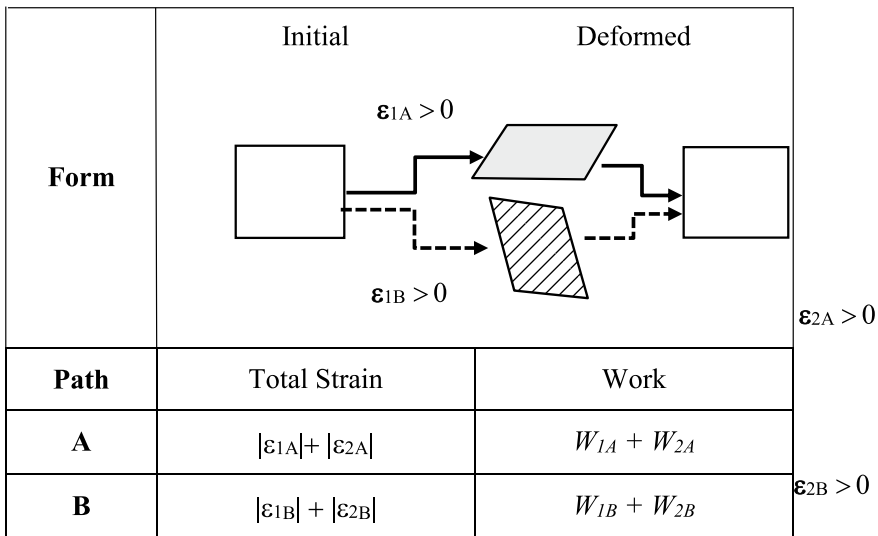 Initial Deformed
ε1A > 0
Form
ε1B > 0
ε2A > 0
Path Total Strain Work
A |ε1A| + |ε2A| W1A + W2A
B |ε1B| + |ε2B| W1B + W2B
ε2B > 0